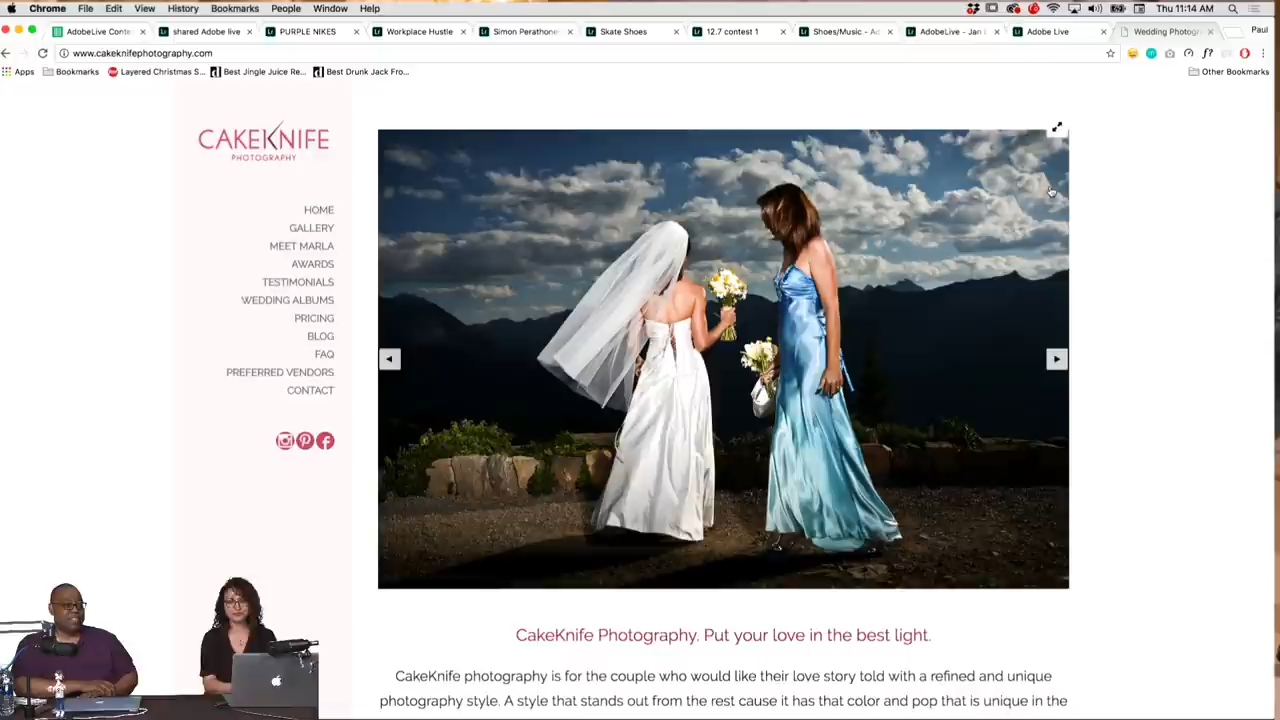 Chrome File Edit View History Bookmarks People Window Help Thu 11:14 AM
AdobeLive Conte shared Adobe live PURPLE NIKES Workplace Hustle Simon Perathone Skate Shoes 12.7 contest 1 Shoes/Music - Ad AdobeLive - Jan Adobe Live Wedding Photogr Paul
www.cakeknifephotography.com
Apps Bookmarks Layered Christmas S... Best Jingle Juice Re... Best Drunk Jack Fro... Other Bookmarks
CAKEKNIFE
PHOTOGRAPHY
HOME
GALLERY
MEET MARLA
AWARDS
TESTIMONIALS
WEDDING ALBUMS
PRICING
BLOG
FAQ
PREFERRED VENDORS
CONTACT
CakeKnife Photography. Put your love in the best light.
CakeKnife photography is for the couple who would like their love story told with a refined and unique
photography style. A style that stands out from the rest cause it has that color and pop that is unique in the